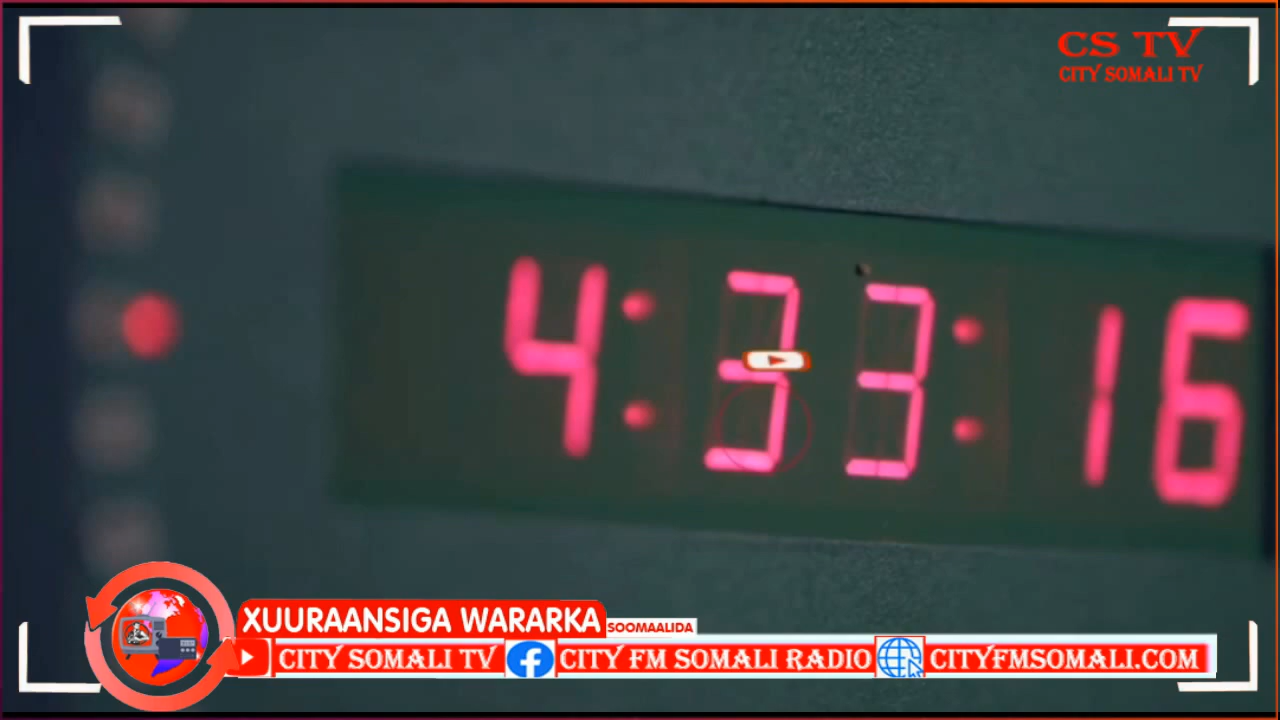 CS TV
CITY SOMALI TV
4:33:16
XUURAANSIGA WARARKA
SOOMAALIDA
CITY SOMALI TV CITY FM SOMALI RADIO CITYFMSOMALI.COM